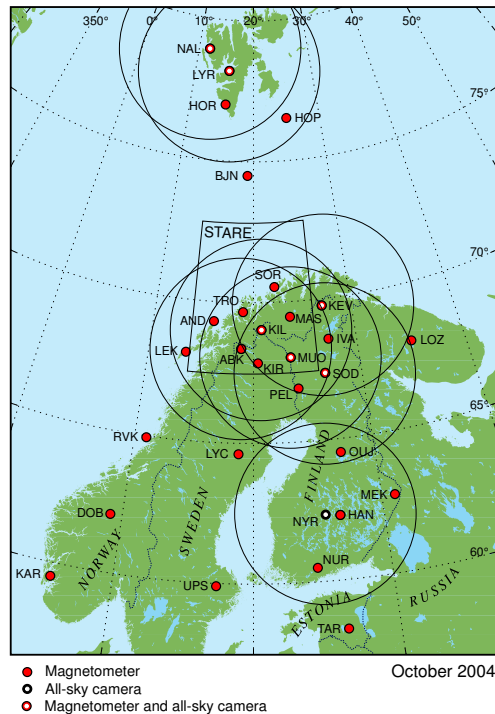 350° 0° 10° 20° 30° 40° 50°
NAL
LYR
HOR
HOP
75°
BJN
STARE
70°
SOR
TRO
KEV
AND
MAS
KIL
IVA
LOZ
LEK
ABK
MUO
KIR
SOD
PEL
65°
RVK
LYC
OUJ
FINLAND
MEK
SWEDEN
DOB
NYR
HAN
NORWAY
60°
NUR
KAR
UPS
RUSSIA
ESTONIA
TAR
Magnetometer
October 2004
All-sky camera
Magnetometer and all-sky camera